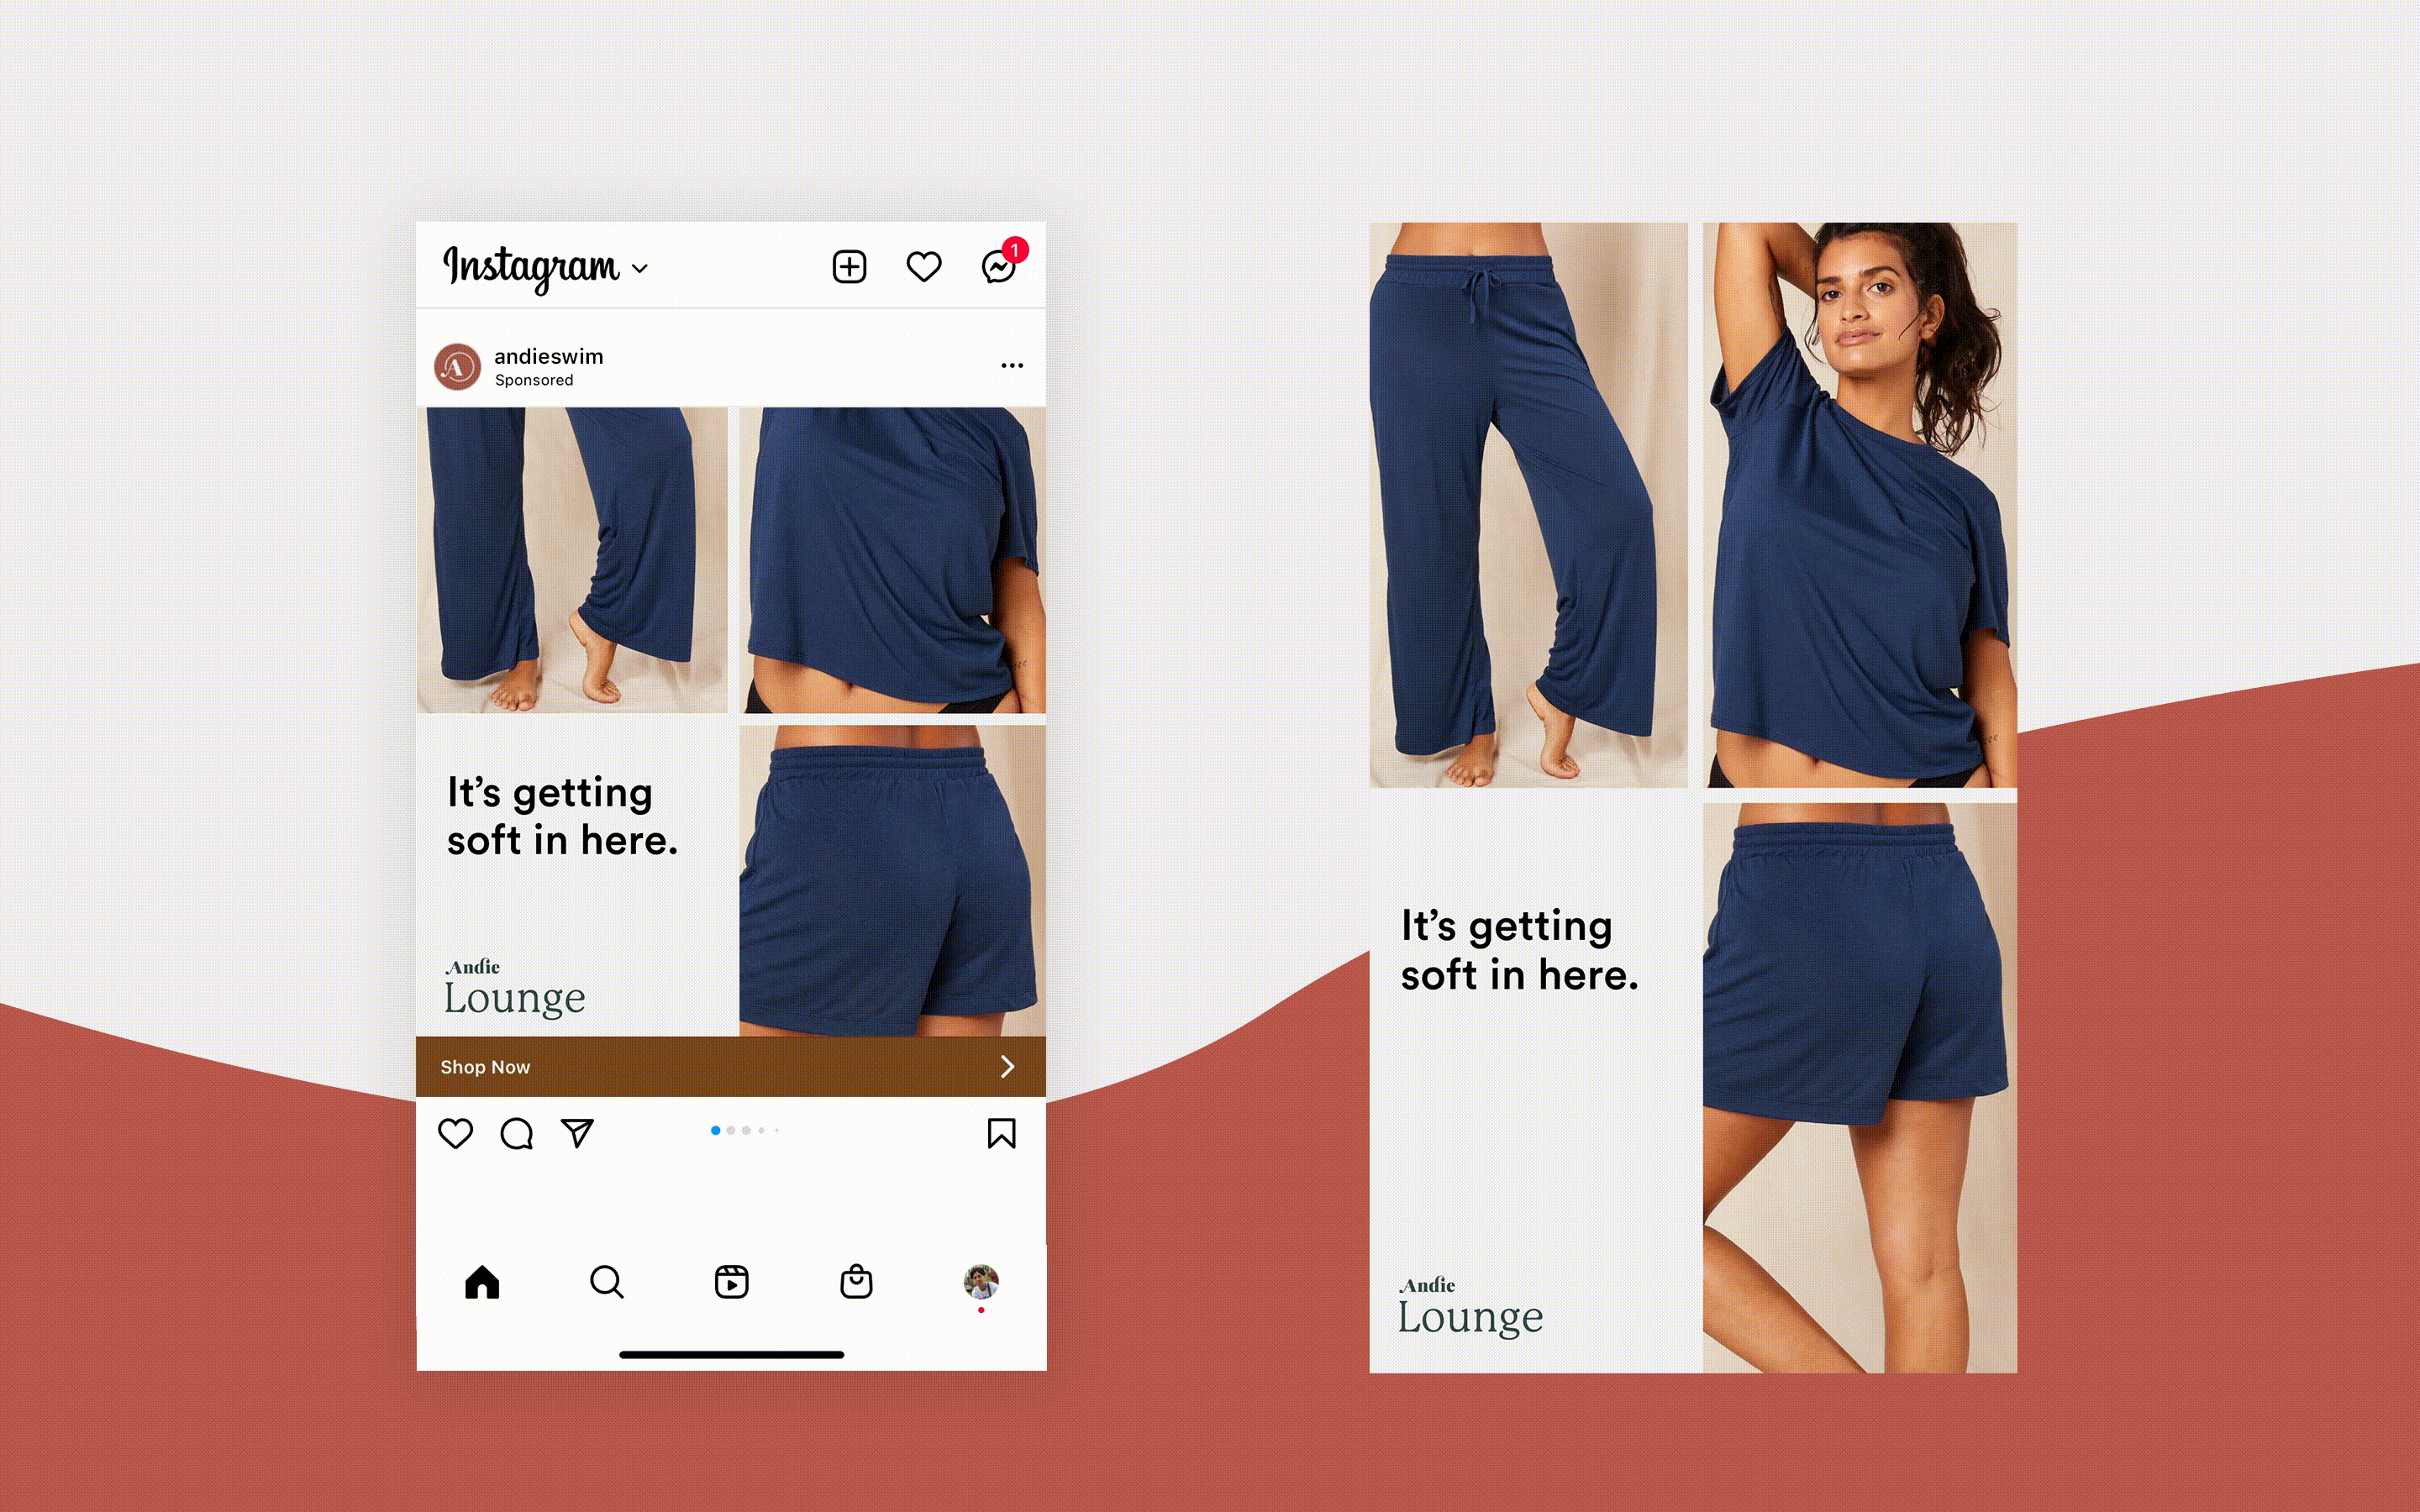 Instagram
1
andieswim
Sponsored
It’s getting
soft in here.
Andie
Lounge
Shop Now
It’s getting
soft in here.
Andie
Lounge